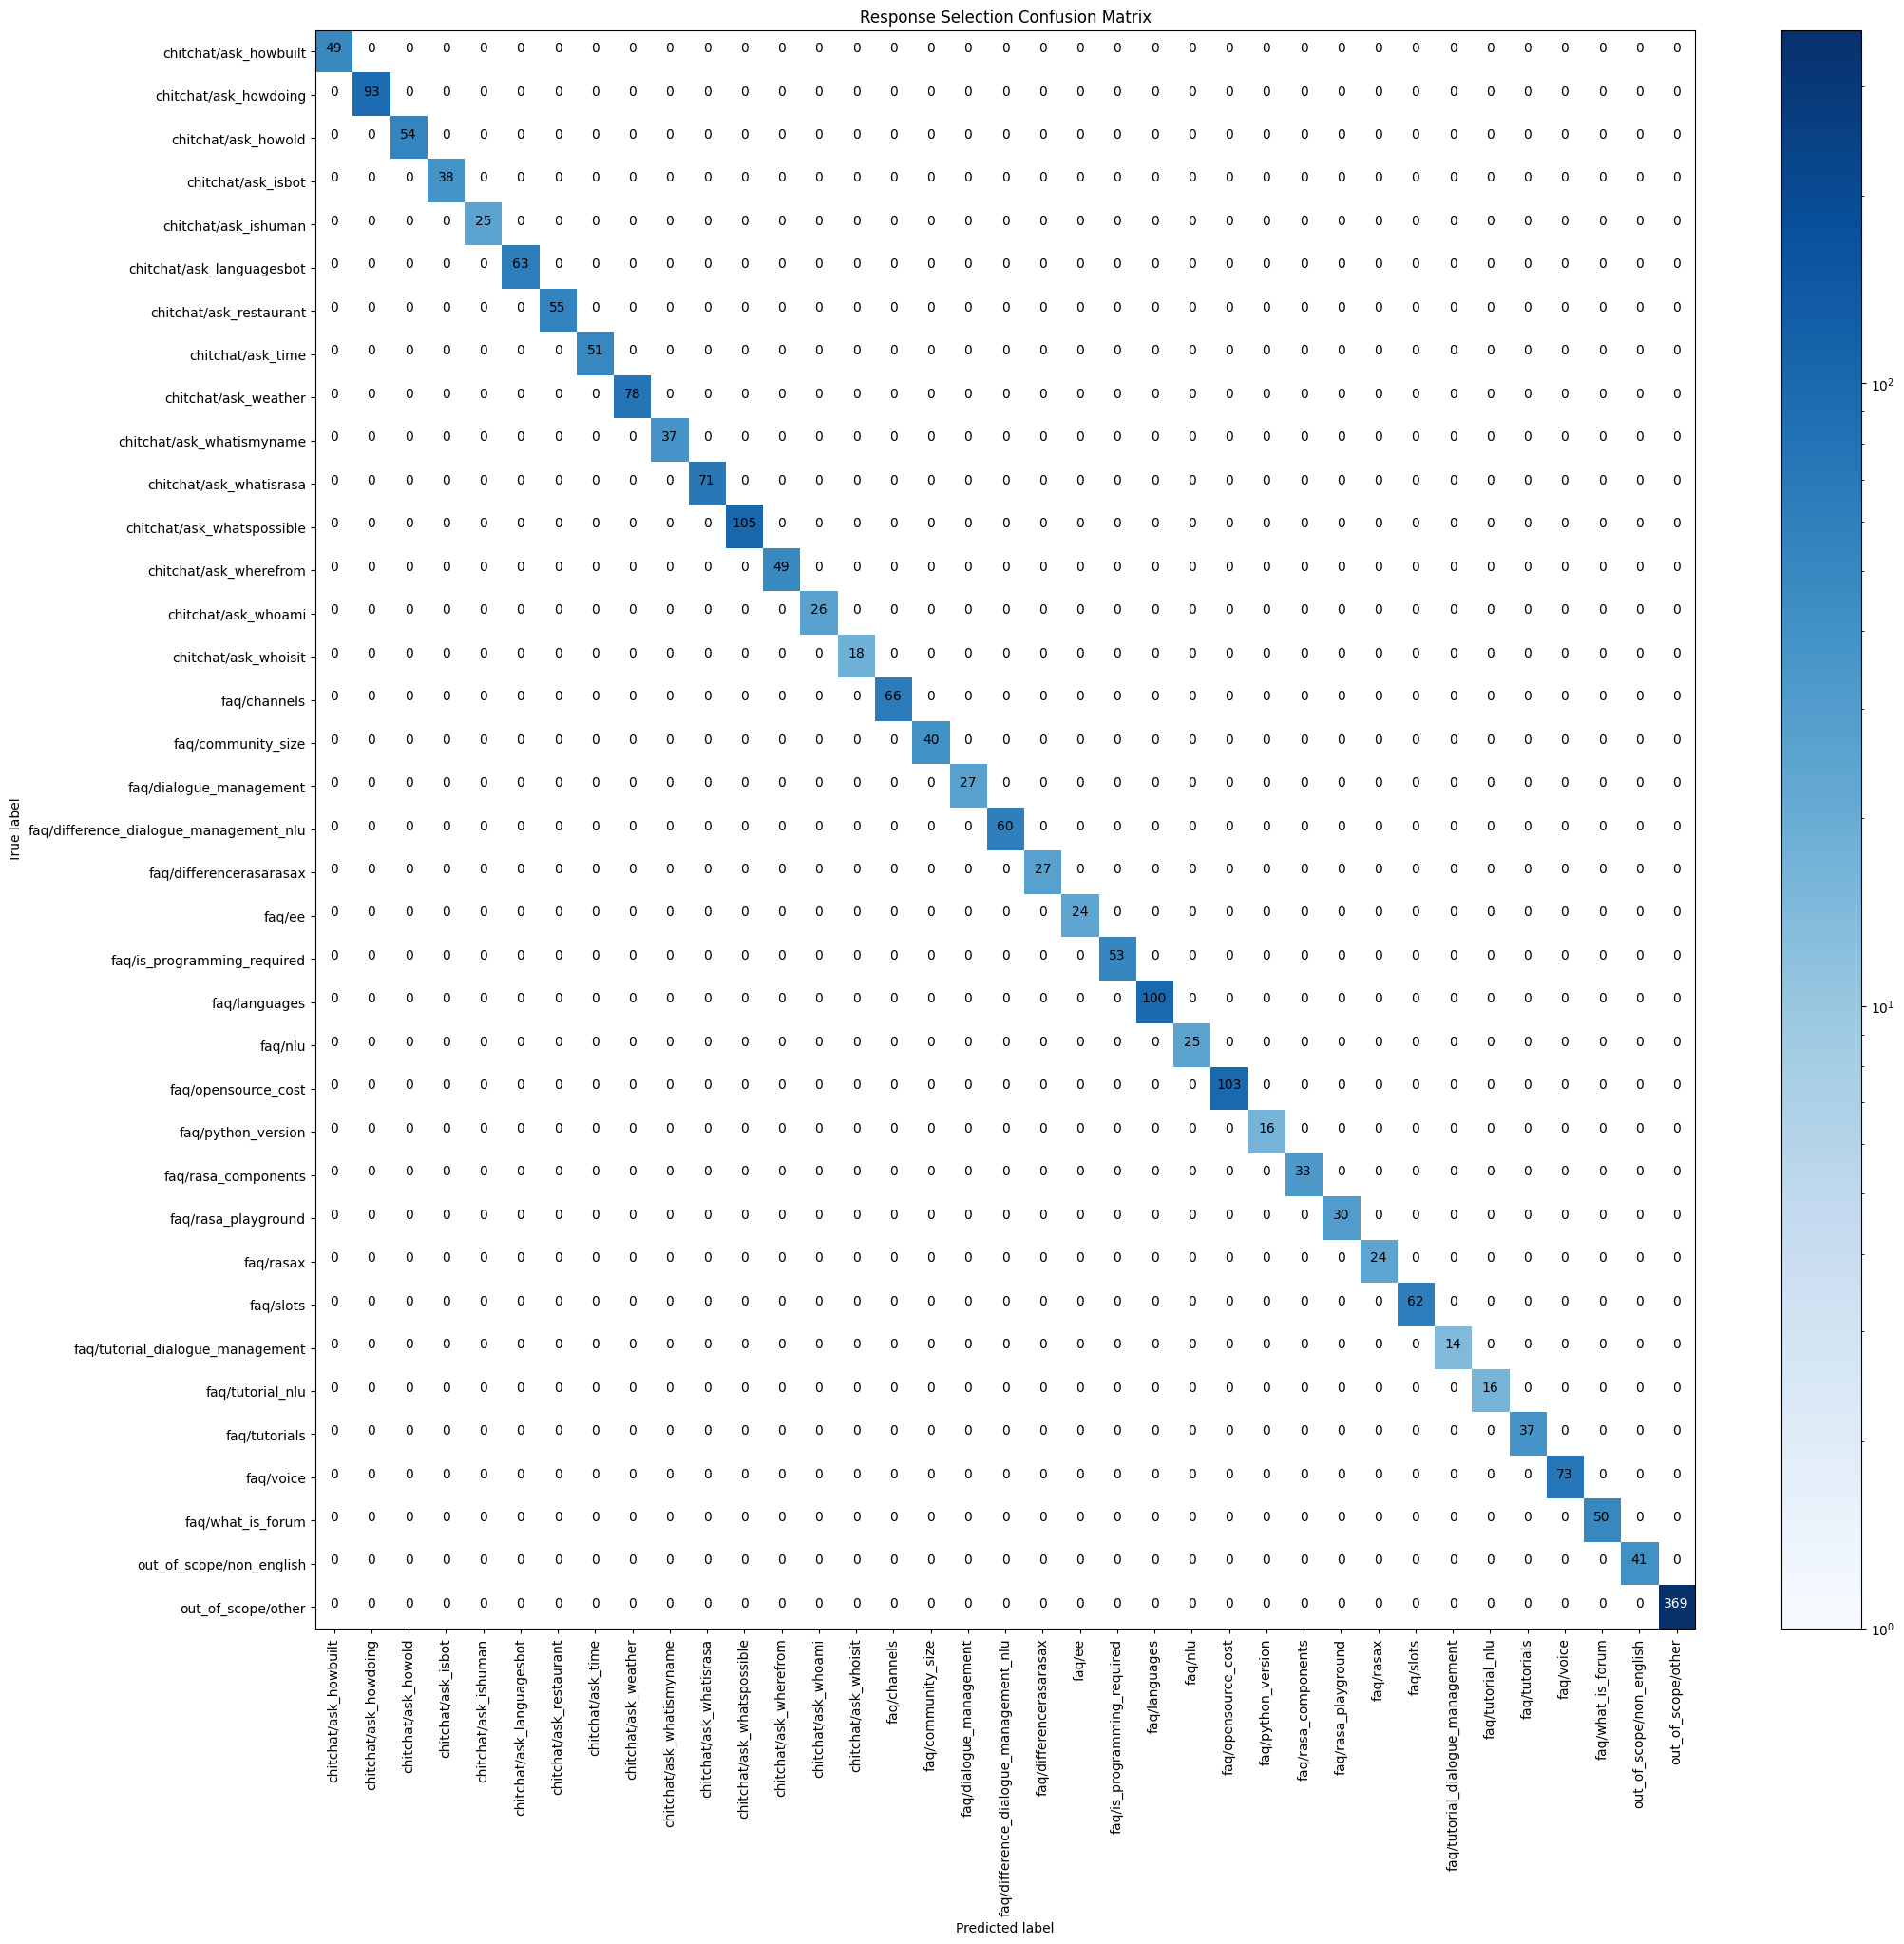 Response Selection Confusion Matrix
chitchat/ask_howbuilt 49 0 0 0 0 0 0 0 0 0 0 0 0 0 0 0 0 0 0 0 0 0 0 0 0 0 0 0 0 0 0 0 0 0 0 0 0
chitchat/ask_howdoing 0 93 0 0 0 0 0 0 0 0 0 0 0 0 0 0 0 0 0 0 0 0 0 0 0 0 0 0 0 0 0 0 0 0 0 0 0
chitchat/ask_howold 0 0 54 0 0 0 0 0 0 0 0 0 0 0 0 0 0 0 0 0 0 0 0 0 0 0 0 0 0 0 0 0 0 0 0 0 0
chitchat/ask_isbot 0 0 0 38 0 0 0 0 0 0 0 0 0 0 0 0 0 0 0 0 0 0 0 0 0 0 0 0 0 0 0 0 0 0 0 0 0
chitchat/ask_ishuman 0 0 0 0 25 0 0 0 0 0 0 0 0 0 0 0 0 0 0 0 0 0 0 0 0 0 0 0 0 0 0 0 0 0 0 0 0
chitchat/ask_languagesbot 0 0 0 0 0 63 0 0 0 0 0 0 0 0 0 0 0 0 0 0 0 0 0 0 0 0 0 0 0 0 0 0 0 0 0 0 0
chitchat/ask_restaurant 0 0 0 0 0 0 55 0 0 0 0 0 0 0 0 0 0 0 0 0 0 0 0 0 0 0 0 0 0 0 0 0 0 0 0 0 0
chitchat/ask_time 0 0 0 0 0 0 0 51 0 0 0 0 0 0 0 0 0 0 0 0 0 0 0 0 0 0 0 0 0 0 0 0 0 0 0 0 0
chitchat/ask_weather 0 0 0 0 0 0 0 0 78 0 0 0 0 0 0 0 0 0 0 0 0 0 0 0 0 0 0 0 0 0 0 0 0 0 0 0 0
chitchat/ask_whatismyname 0 0 0 0 0 0 0 0 0 37 0 0 0 0 0 0 0 0 0 0 0 0 0 0 0 0 0 0 0 0 0 0 0 0 0 0 0
chitchat/ask_whatisrasa 0 0 0 0 0 0 0 0 0 0 71 0 0 0 0 0 0 0 0 0 0 0 0 0 0 0 0 0 0 0 0 0 0 0 0 0 0
chitchat/ask_whatspossible 0 0 0 0 0 0 0 0 0 0 0 105 0 0 0 0 0 0 0 0 0 0 0 0 0 0 0 0 0 0 0 0 0 0 0 0 0
chitchat/ask_wherefrom 0 0 0 0 0 0 0 0 0 0 0 0 49 0 0 0 0 0 0 0 0 0 0 0 0 0 0 0 0 0 0 0 0 0 0 0 0
chitchat/ask_whoami 0 0 0 0 0 0 0 0 0 0 0 0 0 26 0 0 0 0 0 0 0 0 0 0 0 0 0 0 0 0 0 0 0 0 0 0 0
chitchat/ask_whoisit 0 0 0 0 0 0 0 0 0 0 0 0 0 0 18 0 0 0 0 0 0 0 0 0 0 0 0 0 0 0 0 0 0 0 0 0 0
faq/channels 0 0 0 0 0 0 0 0 0 0 0 0 0 0 0 66 0 0 0 0 0 0 0 0 0 0 0 0 0 0 0 0 0 0 0 0 0
faq/community_size 0 0 0 0 0 0 0 0 0 0 0 0 0 0 0 0 40 0 0 0 0 0 0 0 0 0 0 0 0 0 0 0 0 0 0 0 0
faq/dialogue_management 0 0 0 0 0 0 0 0 0 0 0 0 0 0 0 0 0 27 0 0 0 0 0 0 0 0 0 0 0 0 0 0 0 0 0 0 0
faq/difference_dialogue_management_nlu 0 0 0 0 0 0 0 0 0 0 0 0 0 0 0 0 0 0 60 0 0 0 0 0 0 0 0 0 0 0 0 0 0 0 0 0 0
faq/differencerasarasax 0 0 0 0 0 0 0 0 0 0 0 0 0 0 0 0 0 0 0 27 0 0 0 0 0 0 0 0 0 0 0 0 0 0 0 0 0
faq/ee 0 0 0 0 0 0 0 0 0 0 0 0 0 0 0 0 0 0 0 0 24 0 0 0 0 0 0 0 0 0 0 0 0 0 0 0 0
faq/is_programming_required 0 0 0 0 0 0 0 0 0 0 0 0 0 0 0 0 0 0 0 0 0 53 0 0 0 0 0 0 0 0 0 0 0 0 0 0 0
faq/languages 0 0 0 0 0 0 0 0 0 0 0 0 0 0 0 0 0 0 0 0 0 0 100 0 0 0 0 0 0 0 0 0 0 0 0 0 0
faq/nlu 0 0 0 0 0 0 0 0 0 0 0 0 0 0 0 0 0 0 0 0 0 0 0 25 0 0 0 0 0 0 0 0 0 0 0 0 0
faq/opensource_cost 0 0 0 0 0 0 0 0 0 0 0 0 0 0 0 0 0 0 0 0 0 0 0 0 103 0 0 0 0 0 0 0 0 0 0 0 0
faq/python_version 0 0 0 0 0 0 0 0 0 0 0 0 0 0 0 0 0 0 0 0 0 0 0 0 0 16 0 0 0 0 0 0 0 0 0 0 0
faq/rasa_components 0 0 0 0 0 0 0 0 0 0 0 0 0 0 0 0 0 0 0 0 0 0 0 0 0 0 33 0 0 0 0 0 0 0 0 0 0
faq/rasa_playground 0 0 0 0 0 0 0 0 0 0 0 0 0 0 0 0 0 0 0 0 0 0 0 0 0 0 0 30 0 0 0 0 0 0 0 0 0
faq/rasax 0 0 0 0 0 0 0 0 0 0 0 0 0 0 0 0 0 0 0 0 0 0 0 0 0 0 0 0 24 0 0 0 0 0 0 0 0
faq/slots 0 0 0 0 0 0 0 0 0 0 0 0 0 0 0 0 0 0 0 0 0 0 0 0 0 0 0 0 0 62 0 0 0 0 0 0 0
faq/tutorial_dialogue_management 0 0 0 0 0 0 0 0 0 0 0 0 0 0 0 0 0 0 0 0 0 0 0 0 0 0 0 0 0 0 14 0 0 0 0 0 0
faq/tutorial_nlu 0 0 0 0 0 0 0 0 0 0 0 0 0 0 0 0 0 0 0 0 0 0 0 0 0 0 0 0 0 0 0 16 0 0 0 0 0
faq/tutorials 0 0 0 0 0 0 0 0 0 0 0 0 0 0 0 0 0 0 0 0 0 0 0 0 0 0 0 0 0 0 0 0 37 0 0 0 0
faq/voice 0 0 0 0 0 0 0 0 0 0 0 0 0 0 0 0 0 0 0 0 0 0 0 0 0 0 0 0 0 0 0 0 0 73 0 0 0
faq/what_is_forum 0 0 0 0 0 0 0 0 0 0 0 0 0 0 0 0 0 0 0 0 0 0 0 0 0 0 0 0 0 0 0 0 0 0 50 0 0
out_of_scope/non_english 0 0 0 0 0 0 0 0 0 0 0 0 0 0 0 0 0 0 0 0 0 0 0 0 0 0 0 0 0 0 0 0 0 0 0 41 0
out_of_scope/other 0 0 0 0 0 0 0 0 0 0 0 0 0 0 0 0 0 0 0 0 0 0 0 0 0 0 0 0 0 0 0 0 0 0 0 0 369
True label
chitchat/ask_howbuilt
chitchat/ask_howdoing
chitchat/ask_howold
chitchat/ask_isbot
chitchat/ask_ishuman
chitchat/ask_languagesbot
chitchat/ask_restaurant
chitchat/ask_time
chitchat/ask_weather
chitchat/ask_whatismyname
chitchat/ask_whatisrasa
chitchat/ask_whatspossible
chitchat/ask_wherefrom
chitchat/ask_whoami
chitchat/ask_whoisit
faq/channels
faq/community_size
faq/dialogue_management
faq/difference_dialogue_management_nlu
faq/differencerasarasax
faq/ee
faq/is_programming_required
faq/languages
faq/nlu
faq/opensource_cost
faq/python_version
faq/rasa_components
faq/rasa_playground
faq/rasax
faq/slots
faq/tutorial_dialogue_management
faq/tutorial_nlu
faq/tutorials
faq/voice
faq/what_is_forum
out_of_scope/non_english
out_of_scope/other
Predicted label
10²
10¹
10⁰